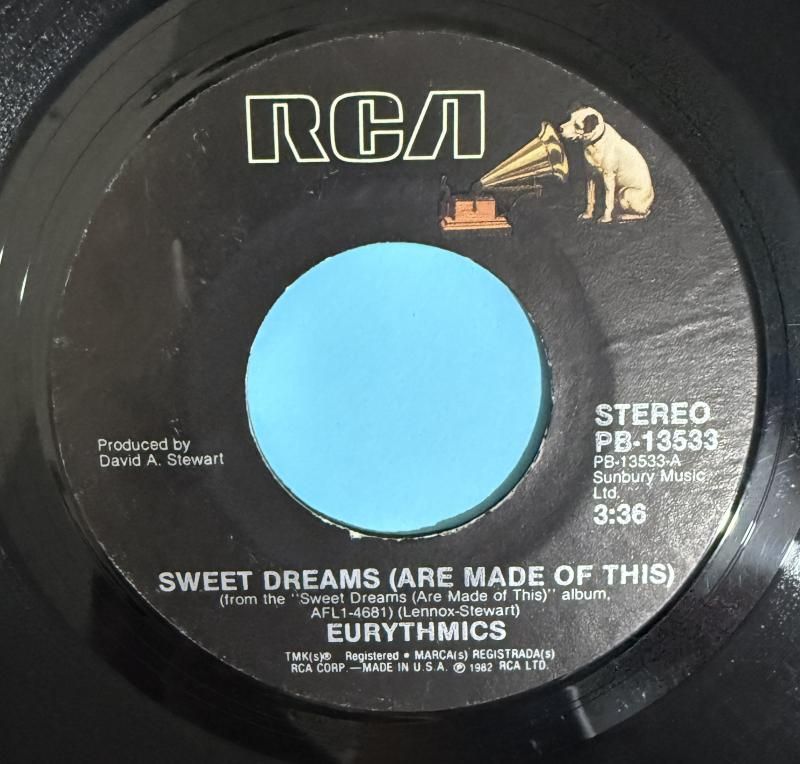 RCA
STEREO
PB-13533
PB-13533-A
Sunbury Music
Ltd.
3:36
Produced by
David A. Stewart
SWEET DREAMS (ARE MADE OF THIS)
(from the "Sweet Dreams (Are Made of This)" album,
AFL1-4681) (Lennox-Stewart)
EURYTHMICS
TMK(s)® Registered • MARCA(s) REGISTRADA(s)
RCA CORP.—MADE IN U.S.A. ℗ 1982 RCA LTD.